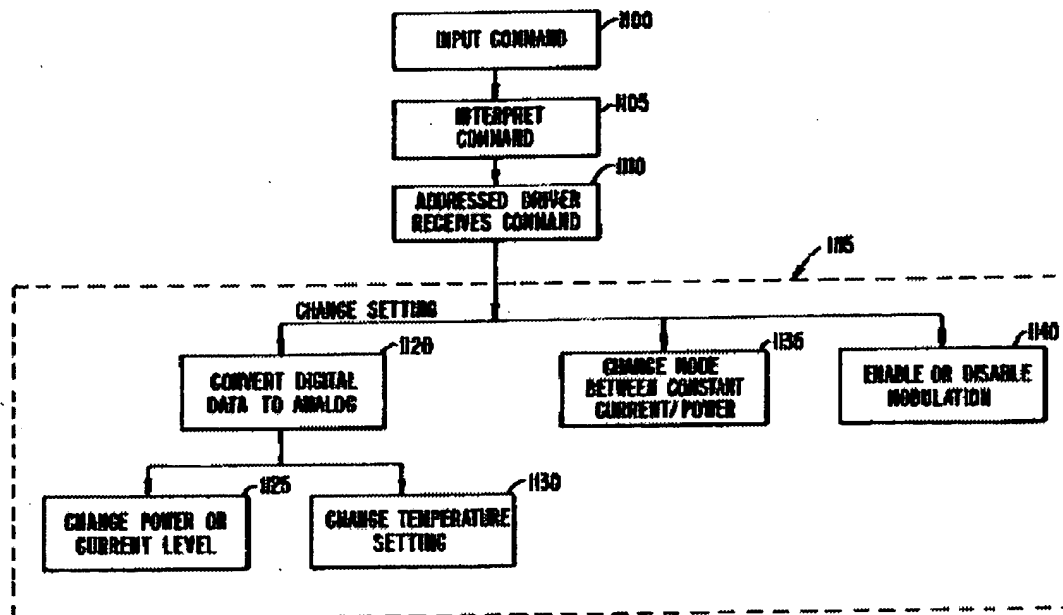 INPUT COMMAND
1100
INTERPRET
COMMAND
1105
ADDRESSED DRIVER
RECEIVES COMMAND
1110
1115
CHANGE SETTING
CONVERT DIGITAL
DATA TO ANALOG
1120
CHANGE MODE
BETWEEN CONSTANT
CURRENT/POWER
1135
ENABLE OR DISABLE
MODULATION
1140
CHANGE POWER OR
CURRENT LEVEL
1125
CHANGE TEMPERATURE
SETTING
1130